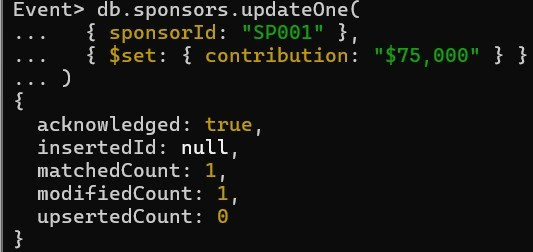 Event> db.sponsors.updateOne(
...   { sponsorId: "SP001" },
...   { $set: { contribution: "$75,000" } }
... )
{
  acknowledged: true,
  insertedId: null,
  matchedCount: 1,
  modifiedCount: 1,
  upsertedCount: 0
}